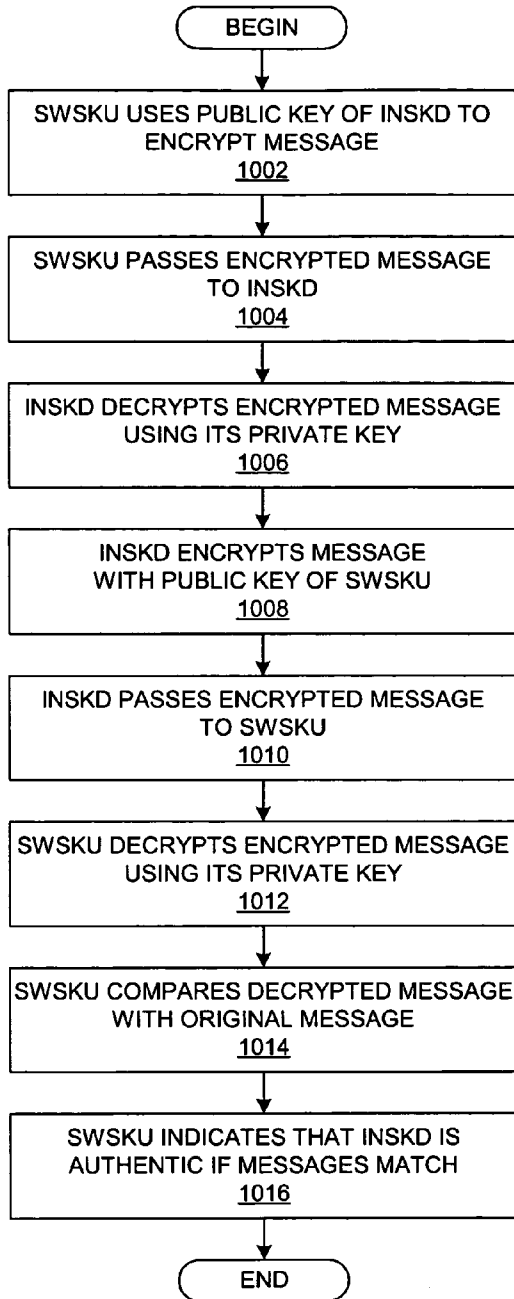 BEGIN
SWSKU USES PUBLIC KEY OF INSKD TO
ENCRYPT MESSAGE
1002
SWSKU PASSES ENCRYPTED MESSAGE
TO INSKD
1004
INSKD DECRYPTS ENCRYPTED MESSAGE
USING ITS PRIVATE KEY
1006
INSKD ENCRYPTS MESSAGE
WITH PUBLIC KEY OF SWSKU
1008
INSKD PASSES ENCRYPTED MESSAGE
TO SWSKU
1010
SWSKU DECRYPTS ENCRYPTED MESSAGE
USING ITS PRIVATE KEY
1012
SWSKU COMPARES DECRYPTED MESSAGE
WITH ORIGINAL MESSAGE
1014
SWSKU INDICATES THAT INSKD IS
AUTHENTIC IF MESSAGES MATCH
1016
END